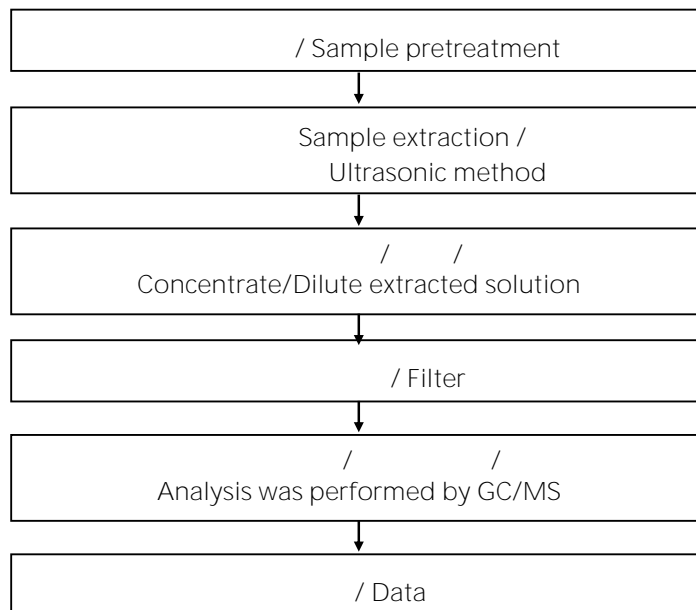 / Sample pretreatment
Sample extraction /
Ultrasonic method
/ /
Concentrate/Dilute extracted solution
/ Filter
/ /
Analysis was performed by GC/MS
/ Data